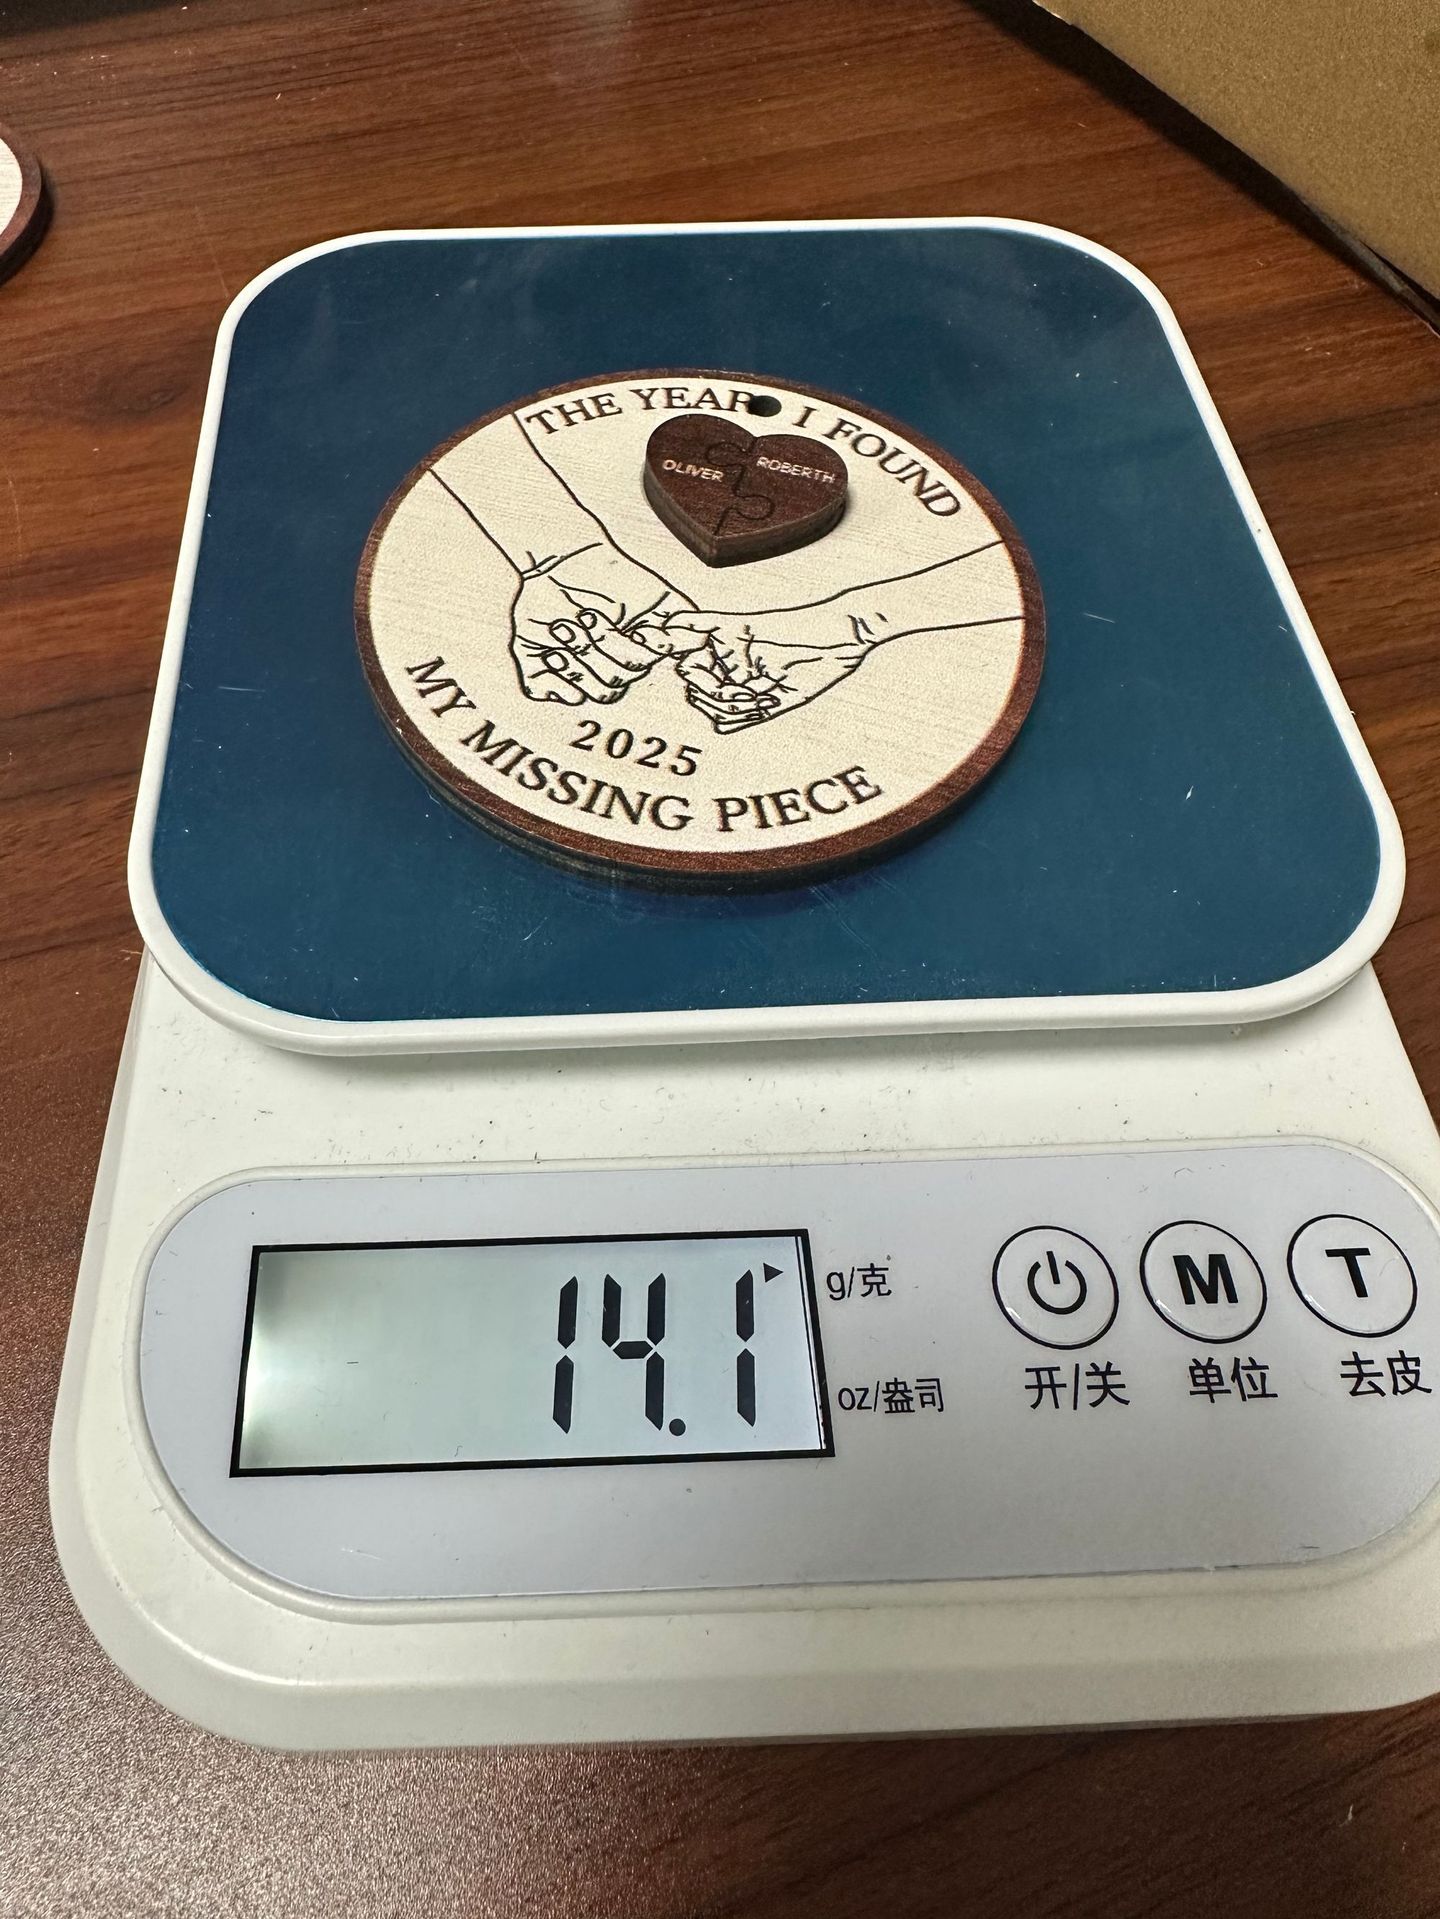 THE YEAR I FOUND
OLIVER ROBERTH
2025
MY MISSING PIECE
14.1
g/克
oz/盎司
M
T
开/关
单位
去皮